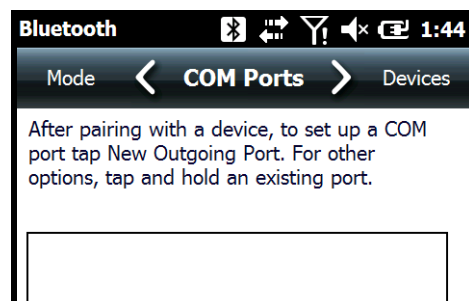 Bluetooth 1:44
Mode COM Ports Devices
After pairing with a device, to set up a COM
port tap New Outgoing Port. For other
options, tap and hold an existing port.